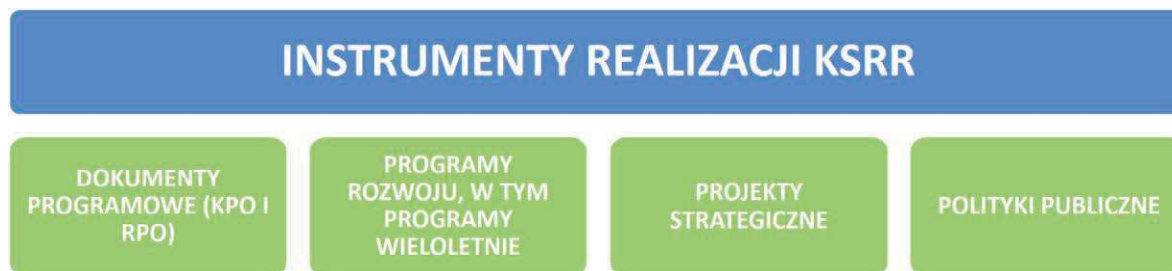 INSTRUMENTY REALIZACJI KSRR
DOKUMENTY
PROGRAMOWE (KPO I
RPO)
PROGRAMY
ROZWOJU, W TYM
PROGRAMY
WIELOLETNIE
PROJEKTY
STRATEGICZNE
POLITYKI PUBLICZNE